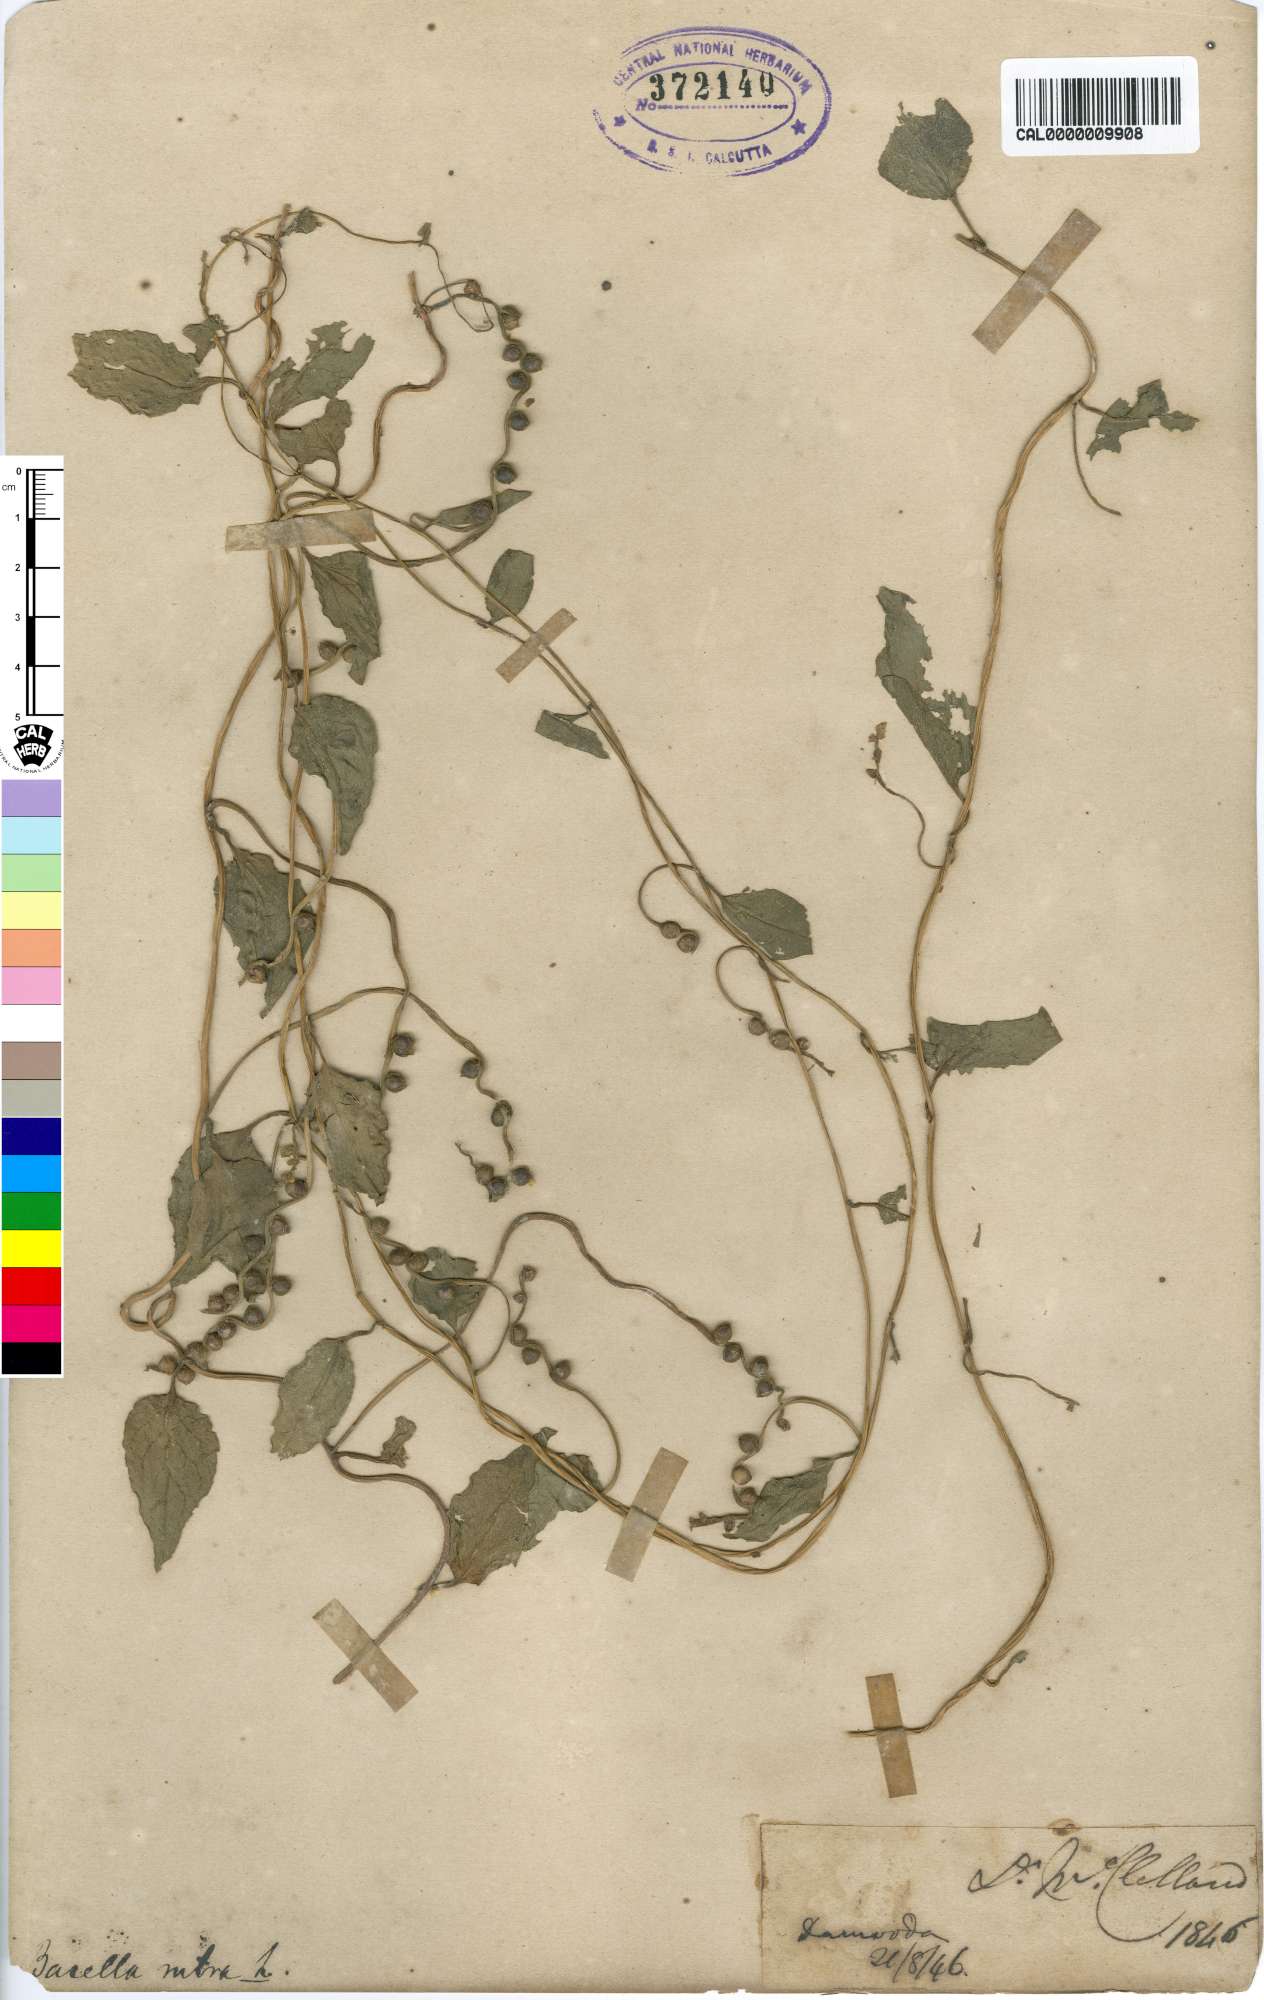 CENTRAL NATIONAL HERBARIUM
No 372140
B. S. I. CALCUTTA
CAL0000009908
0
cm
1
2
3
4
5
CAL
HERB
CENTRAL NATIONAL HERBARIUM
Dr. McClelland
1846
Damooda
21/8/46.
Basella rubra L.